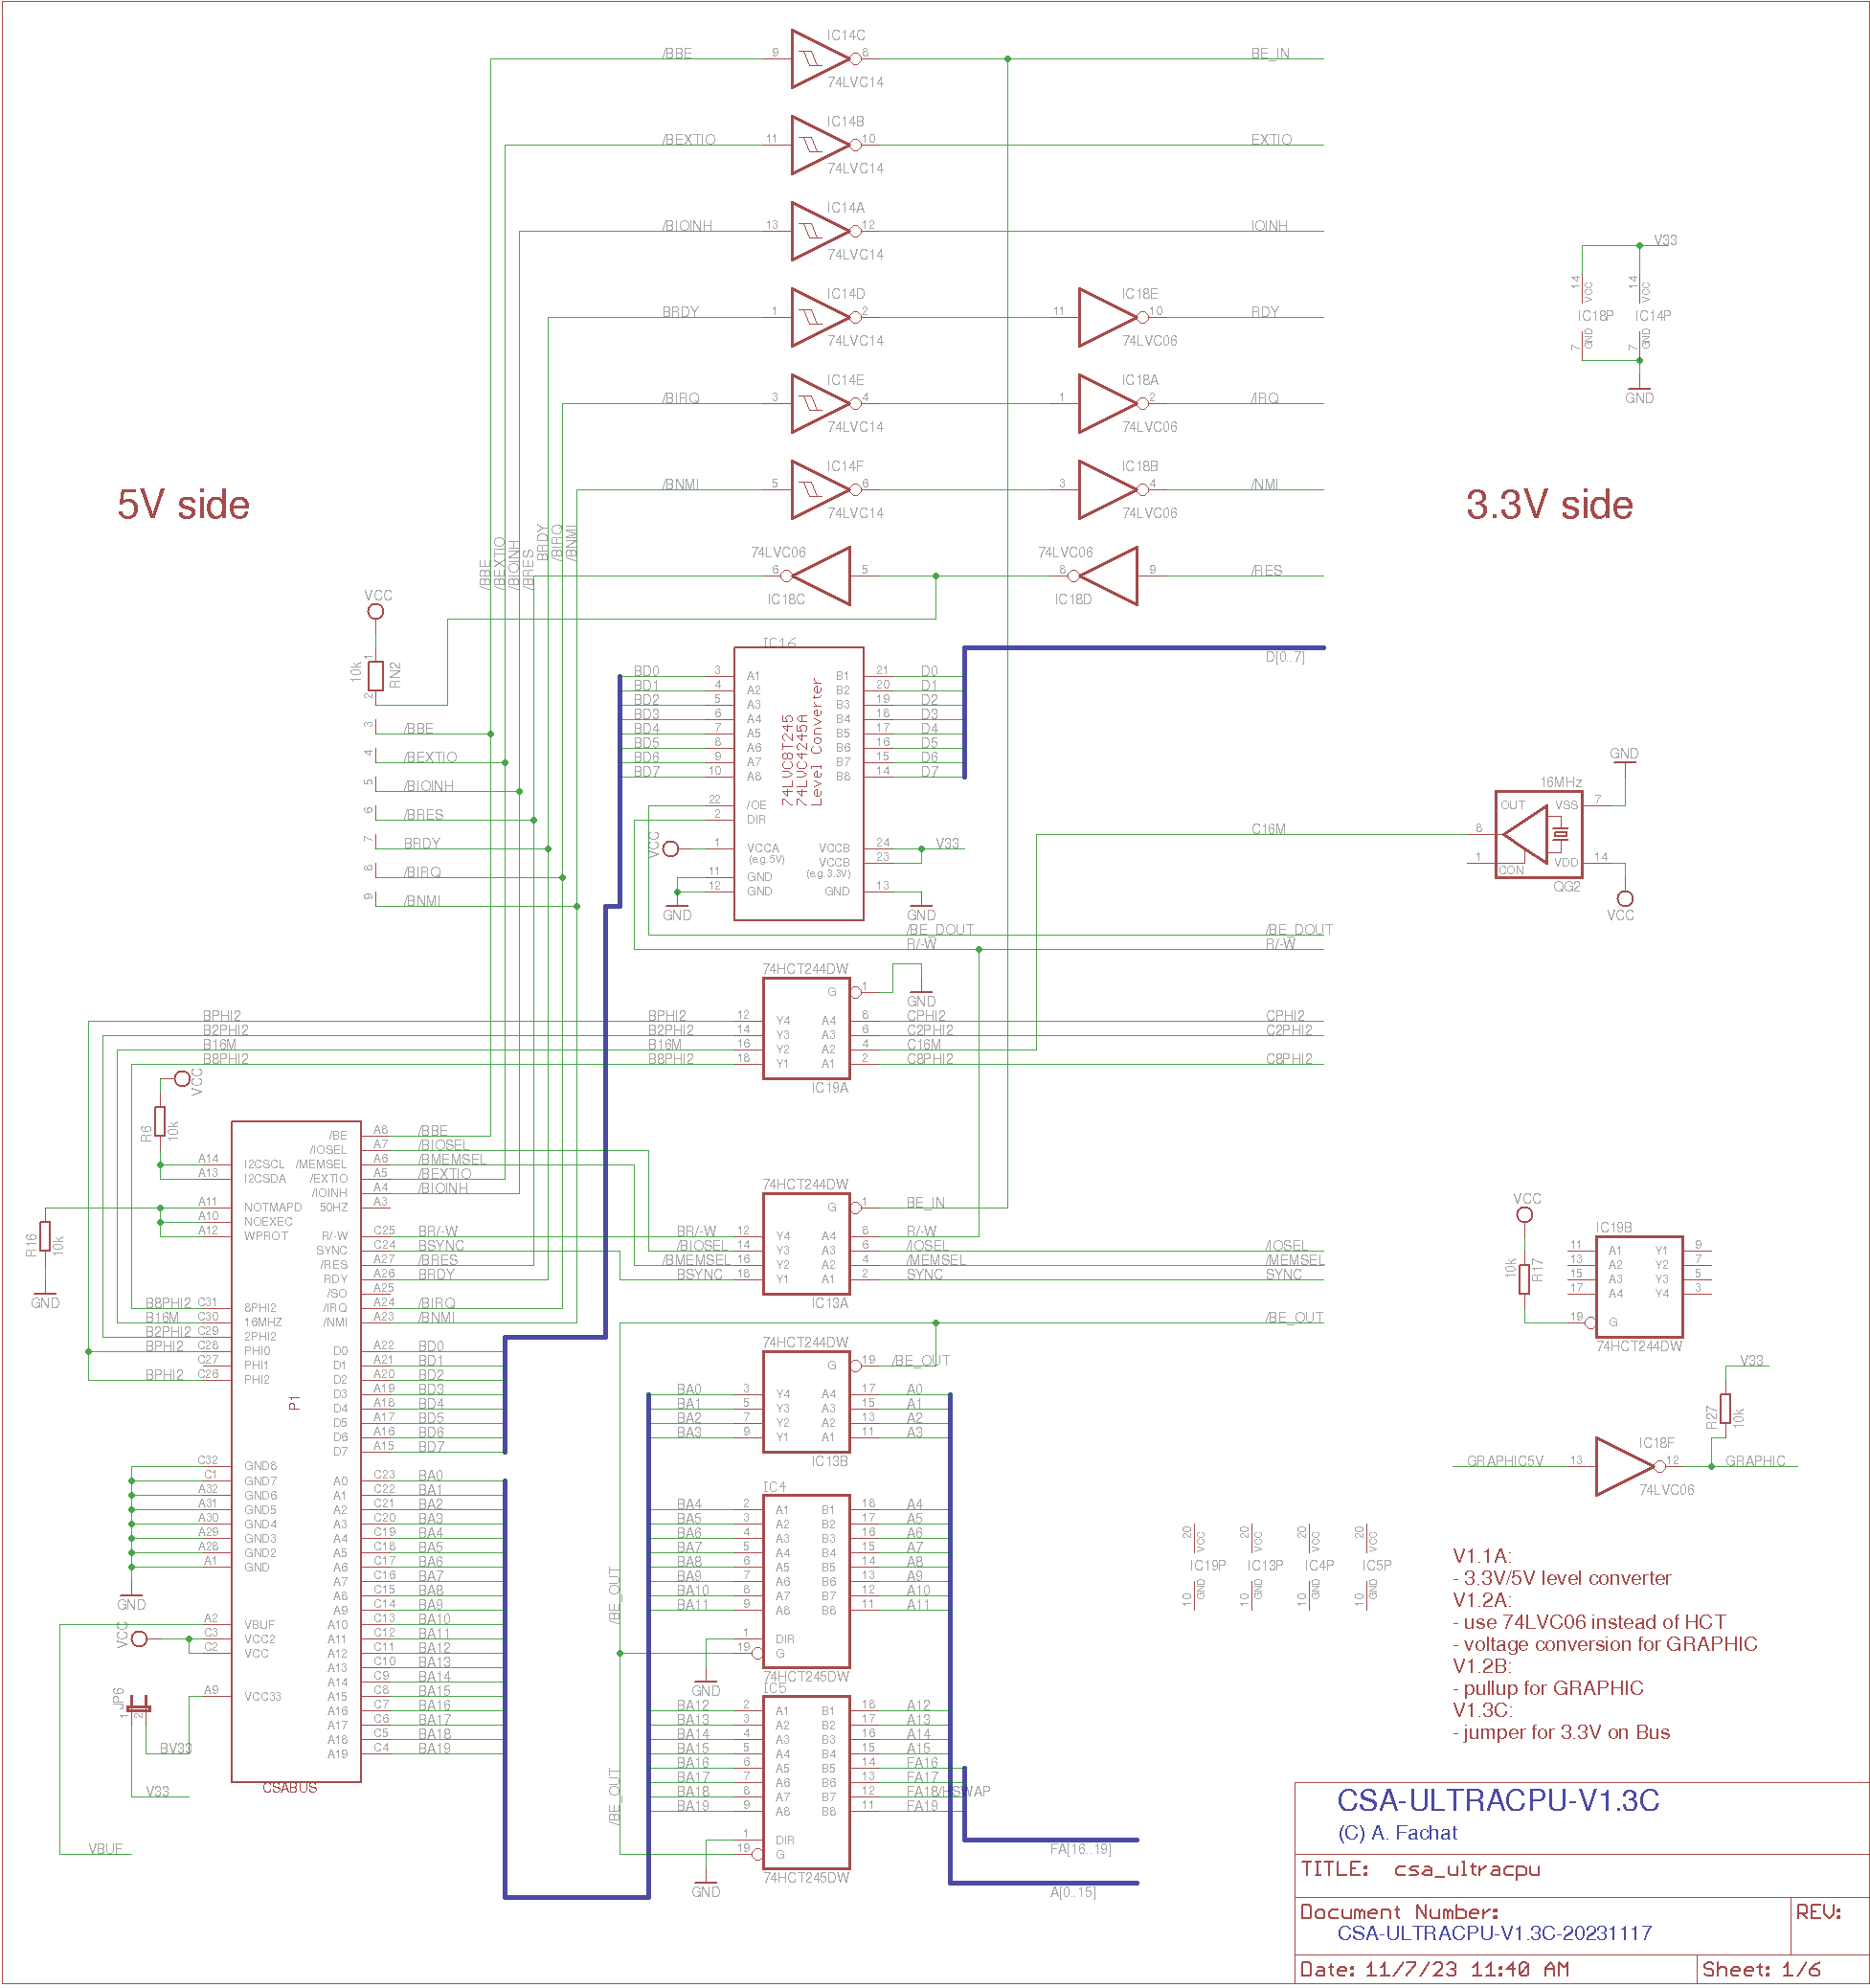 /BBE 9 IC14C 8 74LVC14 BE_IN
/BEXTIO 11 IC14B 10 74LVC14 EXTIO
/BIOINH 13 IC14A 12 74LVC14 IOINH
BRDY 1 IC14D 2 74LVC14 11 IC18E 10 74LVC06 RDY
/BIRQ 3 IC14E 4 74LVC14 1 IC18A 2 74LVC06 /IRQ
/BNMI 5 IC14F 6 74LVC14 3 IC18B 4 74LVC06 /NMI
74LVC06 6 5 IC18C 74LVC06 8 9 IC18D /RES
V33
14 VCC 14 VCC
IC18P IC14P
7 GND 7 GND
GND
5V side
3.3V side
/BBE
/BEXTIO
/BIOINH
/BRES
BRDY
/BIRQ
/BNMI
VCC
10k 1 2 RN2
3 /BBE
4 /BEXTIO
5 /BIOINH
6 /BRES
7 BRDY
8 /BIRQ
9 /BNMI
IC16
BD0 3 A1 B1 21 D0
BD1 4 A2 B2 20 D1
BD2 5 A3 B3 19 D2
BD3 6 A4 B4 18 D3
BD4 7 A5 B5 17 D4
BD5 8 A6 B6 16 D5
BD6 9 A7 B7 15 D6
BD7 10 A8 B8 14 D7
74LVC8T245
74LVC4245A
Level Converter
22 /OE
2 DIR
VCC 1 VCCA VCCB 24 V33
(e.g. 5V) VCCB 23
11 GND (e.g. 3.3V)
12 GND GND 13
GND GND
D[0..7]
/BE_DOUT /BE_DOUT
R/-W R/-W
GND
16MHz
OUT VSS 7
C16M 8
1 CON VDD 14
QG2
VCC
74HCT244DW
G 1
GND
BPHI2 BPHI2 12 Y4 A4 8 CPHI2 CPHI2
B2PHI2 B2PHI2 14 Y3 A3 6 C2PHI2 C2PHI2
B16M B16M 16 Y2 A2 4 C16M
B8PHI2 B8PHI2 18 Y1 A1 2 C8PHI2 C8PHI2
IC19A
VCC
R6 10k
A14 I2CSCL
A13 I2CSDA
A11 NOTMAPD
A10 NOEXEC
A12 WPROT
R16 10k
GND
B8PHI2 C31 8PHI2
B16M C30 16MHZ
B2PHI2 C29 2PHI2
BPHI2 C28 PHI0
C27 PHI1
BPHI2 C26 PHI2
P1
C32 GND8
C1 GND7
A32 GND6
A31 GND5
A30 GND4
A29 GND3
A28 GND2
A1 GND
GND
A2 VBUF
VCC C3 VCC2
C2 VCC
A9 VCC33
JP6 1 2
BV33
V33
VBUF
CSABUS
/BE A8 /BBE
/IOSEL A7 /BIOSEL
/MEMSEL A6 /BMEMSEL
/EXTIO A5 /BEXTIO
/IOINH A4 /BIOINH
50HZ A3
R/-W C25 BR/-W
SYNC C24 BSYNC
/RES A27 /BRES
RDY A26 BRDY
/SO A25
/IRQ A24 /BIRQ
/NMI A23 /BNMI
D0 A22 BD0
D1 A21 BD1
D2 A20 BD2
D3 A19 BD3
D4 A18 BD4
D5 A17 BD5
D6 A16 BD6
D7 A15 BD7
A0 C23 BA0
A1 C22 BA1
A2 C21 BA2
A3 C20 BA3
A4 C19 BA4
A5 C18 BA5
A6 C17 BA6
A7 C16 BA7
A8 C15 BA8
A9 C14 BA9
A10 C13 BA10
A11 C12 BA11
A12 C11 BA12
A13 C10 BA13
A14 C9 BA14
A15 C8 BA15
A16 C7 BA16
A17 C6 BA17
A18 C5 BA18
A19 C4 BA19
74HCT244DW
G 1 BE_IN
BR/-W 12 Y4 A4 8 R/-W
/BIOSEL 14 Y3 A3 6 /IOSEL /IOSEL
/BMEMSEL 16 Y2 A2 4 /MEMSEL /MEMSEL
BSYNC 18 Y1 A1 2 SYNC SYNC
IC13A
/BE_OUT
74HCT244DW
G 19 /BE_OUT
BA0 3 Y4 A4 17 A0
BA1 5 Y3 A3 15 A1
BA2 7 Y2 A2 13 A2
BA3 9 Y1 A1 11 A3
IC13B
IC4
BA4 2 A1 B1 18 A4
BA5 3 A2 B2 17 A5
BA6 4 A3 B3 16 A6
BA7 5 A4 B4 15 A7
BA8 6 A5 B5 14 A8
BA9 7 A6 B6 13 A9
BA10 8 A7 B7 12 A10
BA11 9 A8 B8 11 A11
/BE_OUT
1 DIR
19 G
GND
74HCT245DW
IC5
BA12 2 A1 B1 18 A12
BA13 3 A2 B2 17 A13
BA14 4 A3 B3 16 A14
BA15 5 A4 B4 15 A15
BA16 6 A5 B5 14 FA16
BA17 7 A6 B6 13 FA17
BA18 8 A7 B7 12 FA18/HSWAP
BA19 9 A8 B8 11 FA19
/BE_OUT
1 DIR
19 G
GND
74HCT245DW
FA[16..19]
A[0..15]
VCC
10k R17
IC19B
11 A1 Y1 9
13 A2 Y2 7
15 A3 Y3 5
17 A4 Y4 3
19 G
74HCT244DW
V33
R27 10k
GRAPHIC5V 13 IC18F 12 GRAPHIC
74LVC06
20 VCC 20 VCC 20 VCC 20 VCC
IC19P IC13P IC4P IC5P
10 GND 10 GND 10 GND 10 GND
V1.1A:
- 3.3V/5V level converter
V1.2A:
- use 74LVC06 instead of HCT
- voltage conversion for GRAPHIC
V1.2B:
- pullup for GRAPHIC
V1.3C:
- jumper for 3.3V on Bus
CSA-ULTRACPU-V1.3C
(C) A. Fachat
TITLE: csa_ultracpu
Document Number: REV:
CSA-ULTRACPU-V1.3C-20231117
Date: 11/7/23 11:40 AM Sheet: 1/6